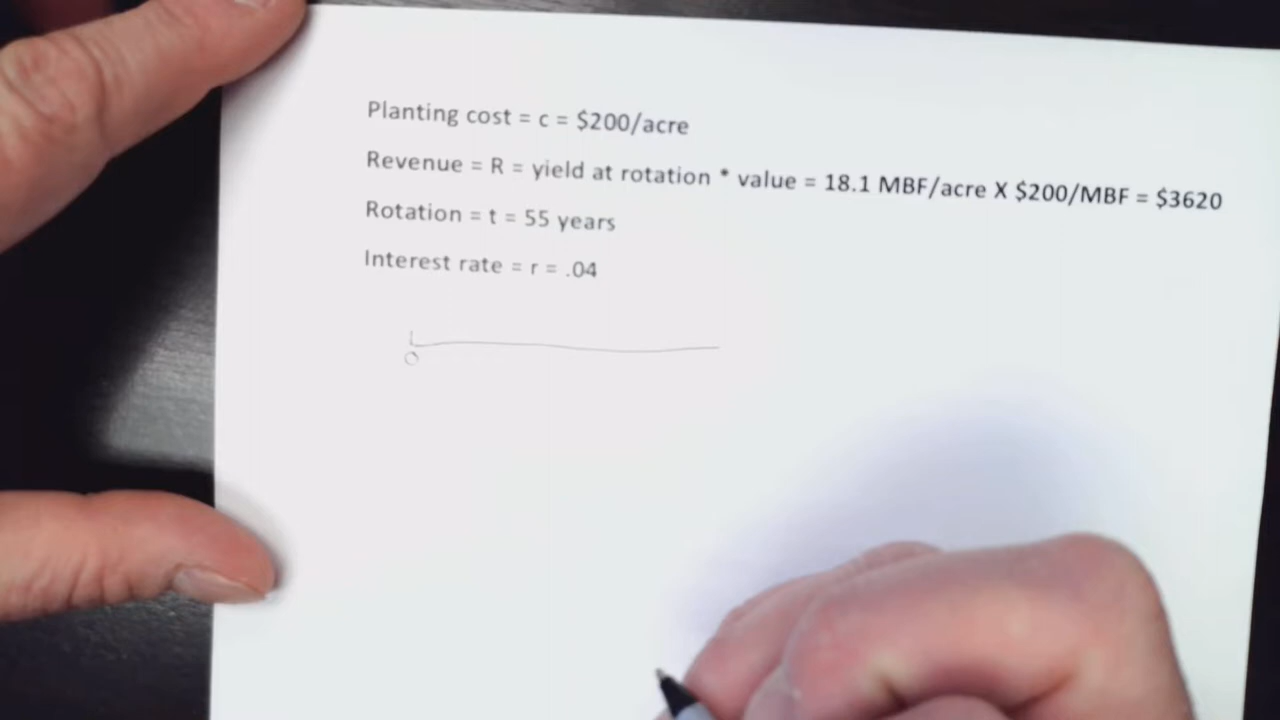 Planting cost = c = $200/acre
Revenue = R = yield at rotation * value = 18.1 MBF/acre X $200/MBF = $3620
Rotation = t = 55 years
Interest rate = r = .04
0